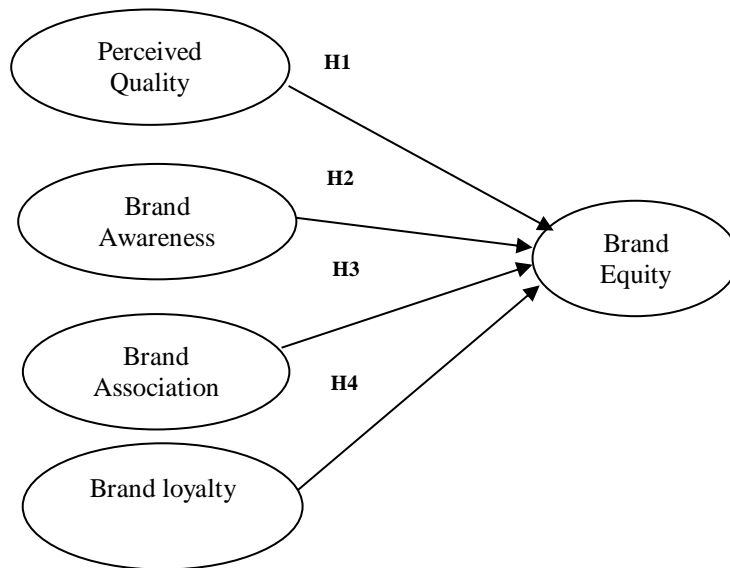 Perceived
Quality
H1
H2
Brand
Awareness
Brand
Equity
H3
Brand
Association
H4
Brand loyalty